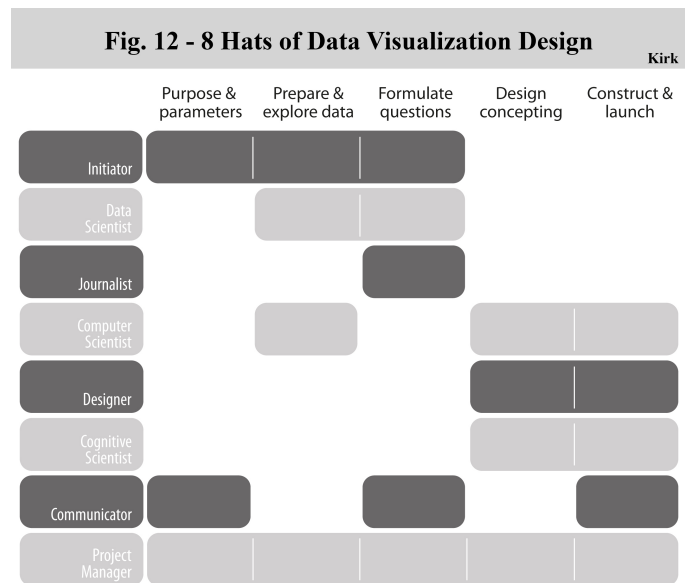 Fig. 12 - 8 Hats of Data Visualization Design
Kirk
Purpose &
parameters
Prepare &
explore data
Formulate
questions
Design
concepting
Construct &
launch
Initiator
Data
Scientist
Journalist
Computer
Scientist
Designer
Cognitive
Scientist
Communicator
Project
Manager